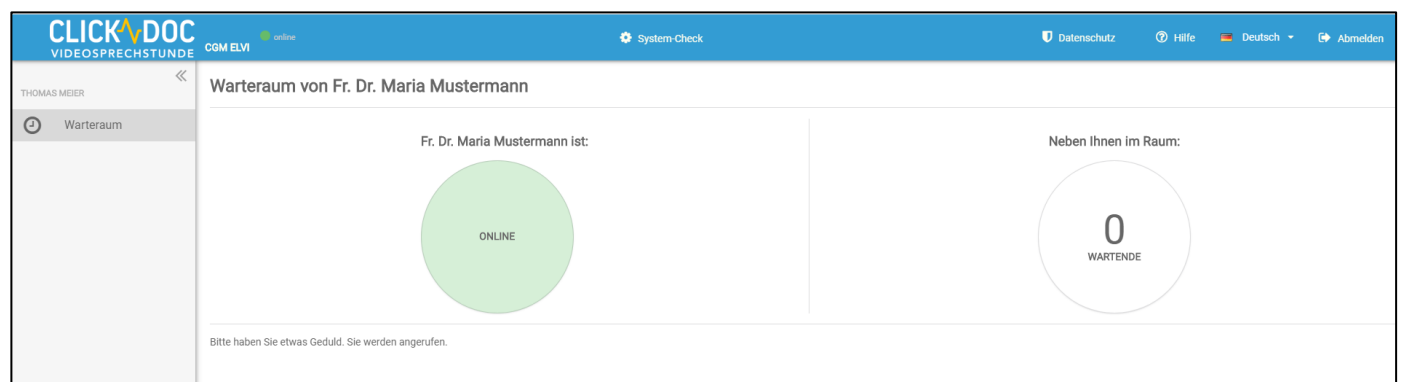 CLICK DOC
VIDEOSPRECHSTUNDE
CGM ELVI
online
System-Check
Datenschutz
Hilfe
Deutsch
Abmelden
THOMAS MEIER
Warteraum
Warteraum von Fr. Dr. Maria Mustermann
Fr. Dr. Maria Mustermann ist:
ONLINE
Neben Ihnen im Raum:
0
WARTENDE
Bitte haben Sie etwas Geduld. Sie werden angerufen.